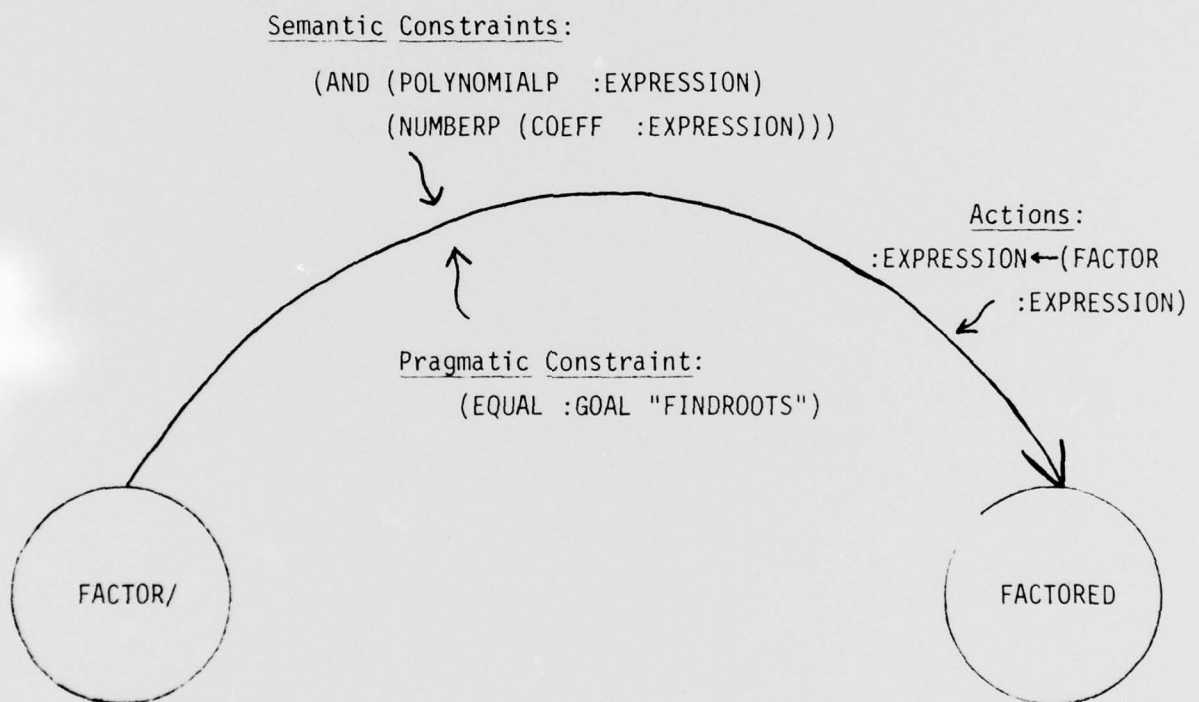 Semantic Constraints:
(AND (POLYNOMIALP :EXPRESSION)
(NUMBERP (COEFF :EXPRESSION)))
Actions:
:EXPRESSION←(FACTOR
:EXPRESSION)
Pragmatic Constraint:
(EQUAL :GOAL "FINDROOTS")
FACTOR/
FACTORED